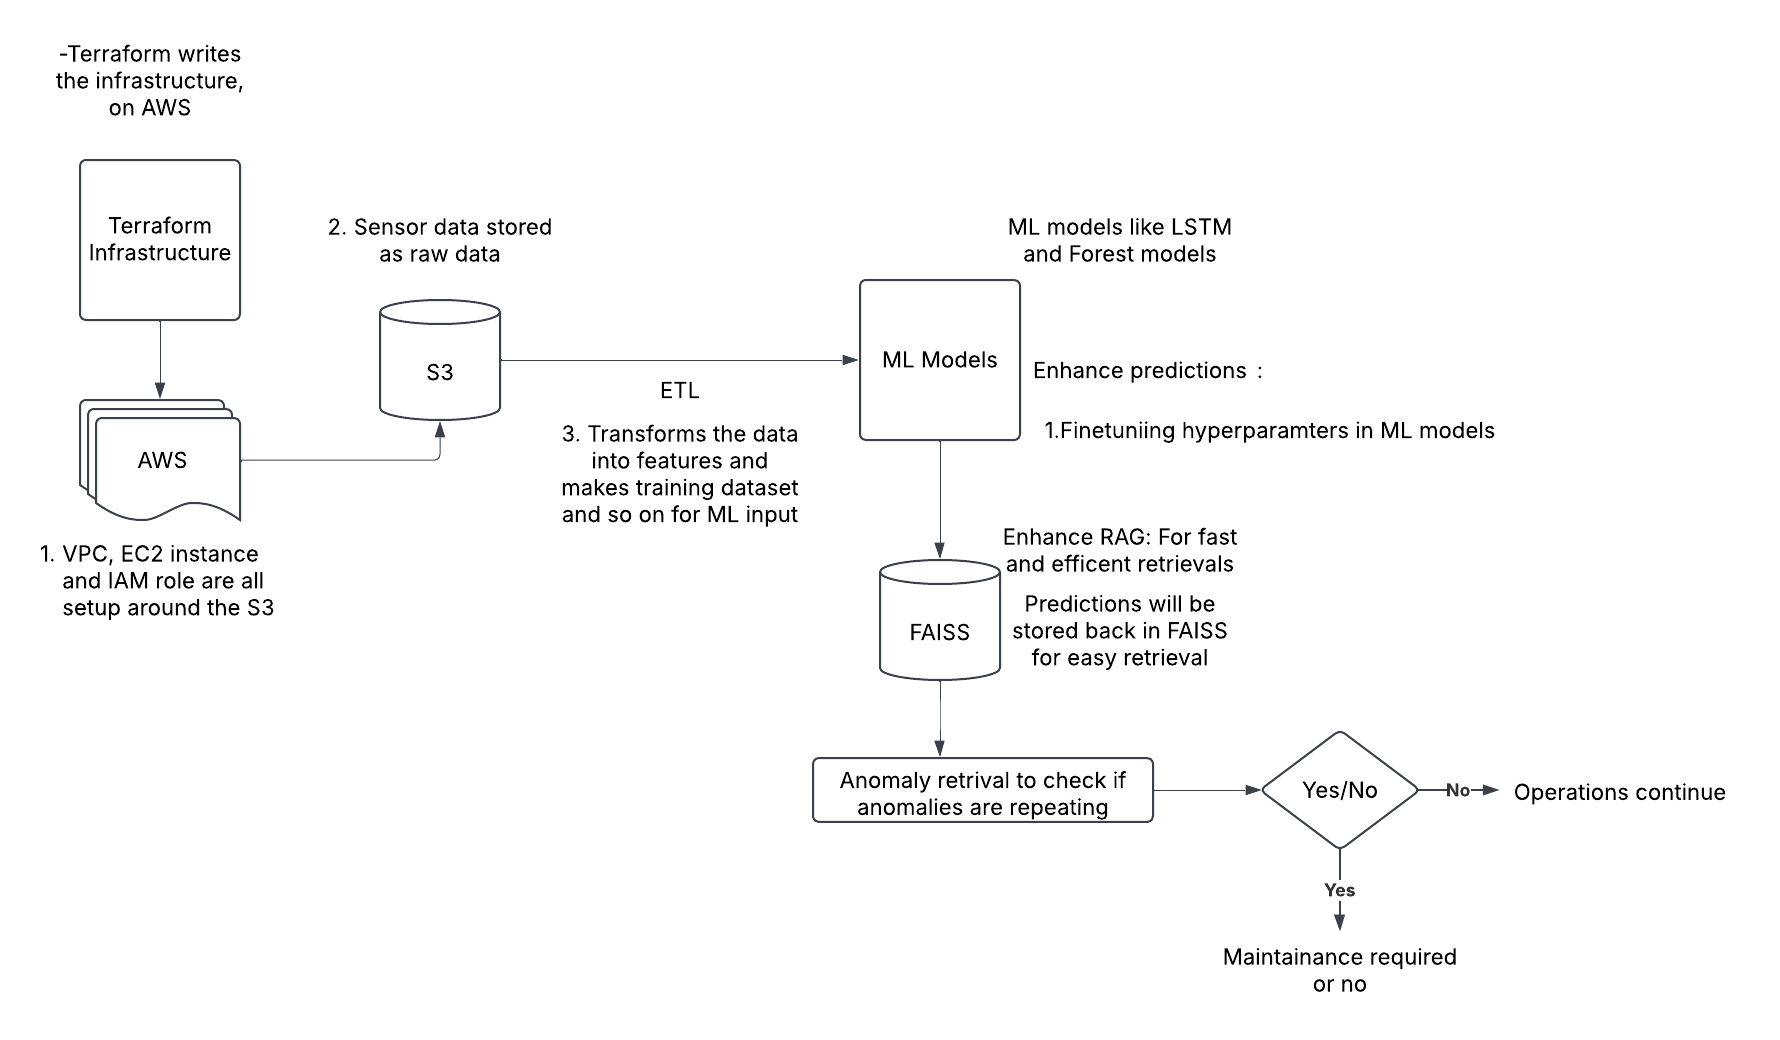 -Terraform writes
the infrastructure,
on AWS
Terraform
Infrastructure
AWS
1. VPC, EC2 instance
and IAM role are all
setup around the S3
2. Sensor data stored
as raw data
S3
ETL
3. Transforms the data
into features and
makes training dataset
and so on for ML input
ML models like LSTM
and Forest models
ML Models
Enhance predictions :
1.Finetuniing hyperparamters in ML models
Enhance RAG: For fast
and efficent retrievals
Predictions will be
stored back in FAISS
for easy retrieval
FAISS
Anomaly retrival to check if
anomalies are repeating
Yes/No
No
Operations continue
Yes
Maintainance required
or no